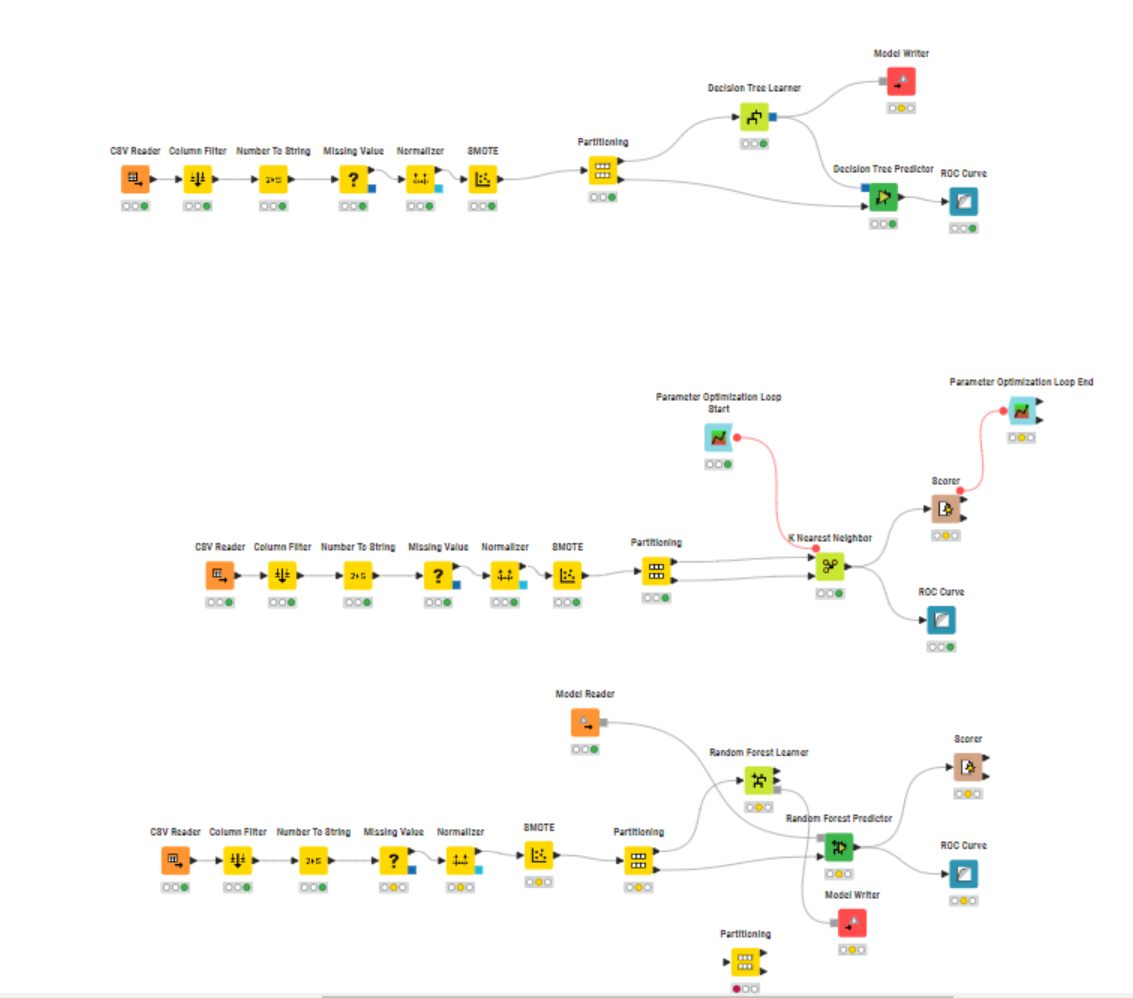 Model Writer
Decision Tree Learner
CSV Reader Column Filter Number To String Missing Value Normalizer SMOTE Partitioning
Decision Tree Predictor ROC Curve
Parameter Optimization Loop End
Parameter Optimization Loop
Start
Scorer
CSV Reader Column Filter Number To String Missing Value Normalizer SMOTE Partitioning K Nearest Neighbor
ROC Curve
Model Reader
Random Forest Learner Scorer
CSV Reader Column Filter Number To String Missing Value Normalizer SMOTE Partitioning Random Forest Predictor
ROC Curve
Model Writer
Partitioning